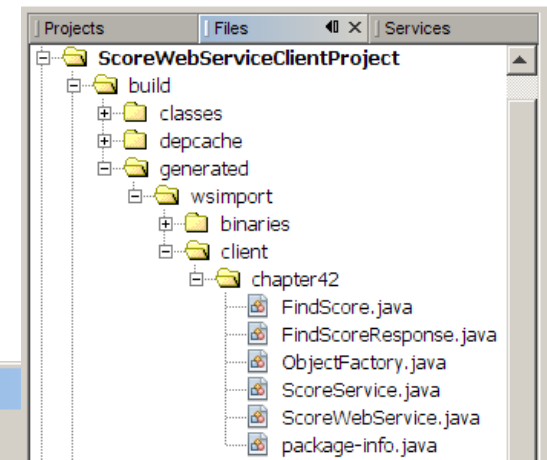 Projects Files Services
ScoreWebServiceClientProject
build
classes
depcache
generated
wsimport
binaries
client
chapter42
FindScore.java
FindScoreResponse.java
ObjectFactory.java
ScoreService.java
ScoreWebService.java
package-info.java